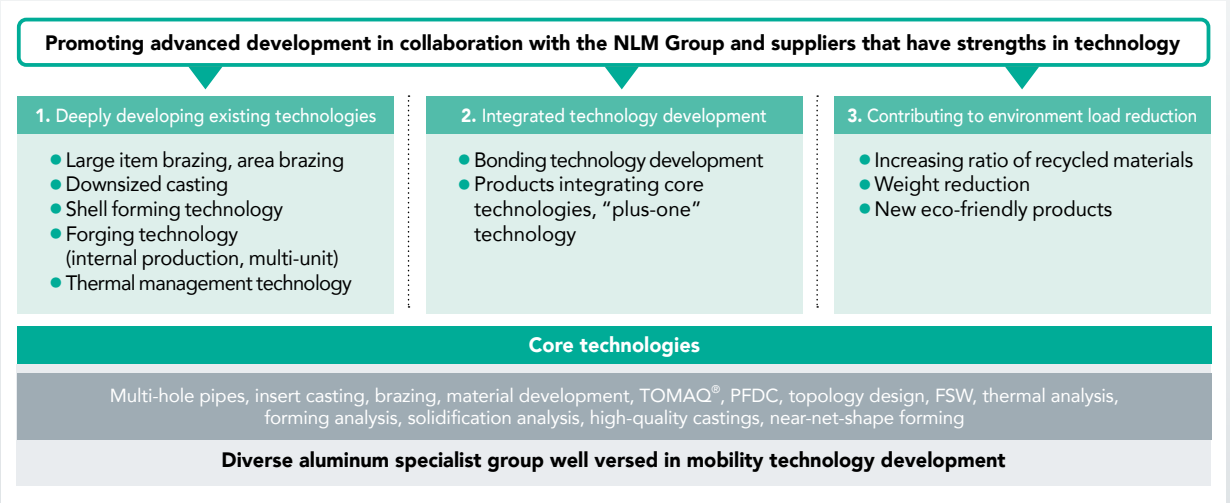 Promoting advanced development in collaboration with the NLM Group and suppliers that have strengths in technology
1. Deeply developing existing technologies
● Large item brazing, area brazing
● Downsized casting
● Shell forming technology
● Forging technology
(internal production, multi-unit)
● Thermal management technology
2. Integrated technology development
● Bonding technology development
● Products integrating core
technologies, “plus-one”
technology
3. Contributing to environment load reduction
● Increasing ratio of recycled materials
● Weight reduction
● New eco-friendly products
Core technologies
Multi-hole pipes, insert casting, brazing, material development, TOMAQ®, PFDC, topology design, FSW, thermal analysis,
forming analysis, solidification analysis, high-quality castings, near-net-shape forming
Diverse aluminum specialist group well versed in mobility technology development